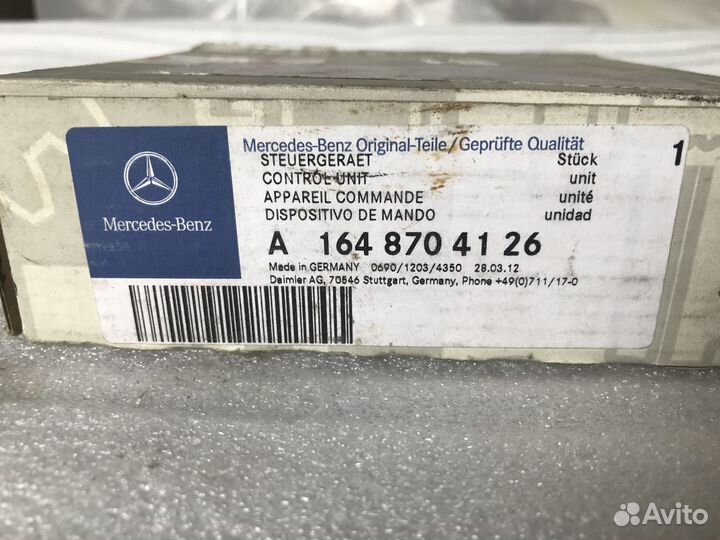 Mercedes-Benz
Mercedes-Benz Original-Teile/Geprüfte Qualität
STEUERGERAET Stück 1
CONTROL UNIT unit
APPAREIL COMMANDE unité
DISPOSITIVO DE MANDO unidad
A 164 870 41 26
Made in GERMANY 0690/1203/4350 28.03.12
Daimler AG, 70546 Stuttgart, Germany, Phone +49(0)711/17-0
Avito